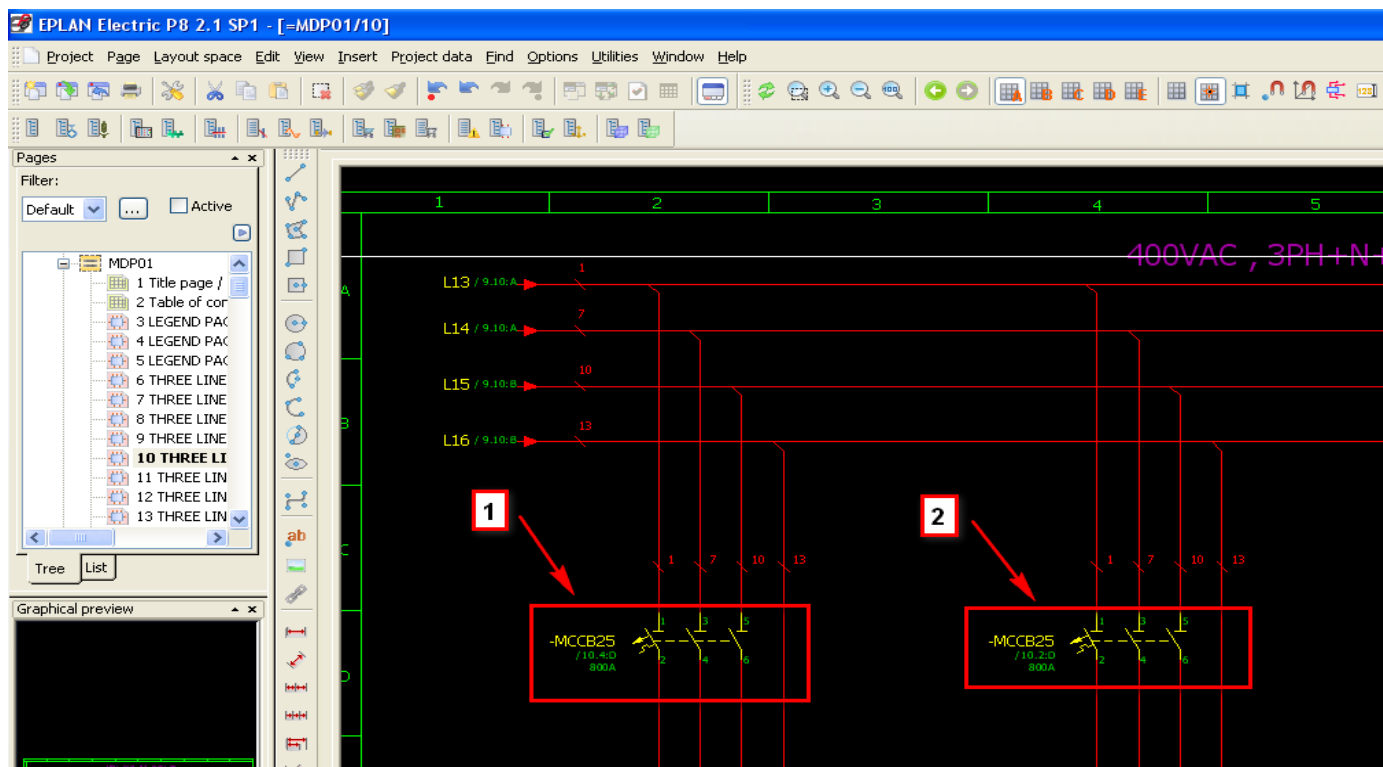 EPLAN Electric P8 2.1 SP1 - [=MDP01/10]
Project Page Layout space Edit View Insert Project data Find Options Utilities Window Help
Pages
Filter:
Default
...
Active
MDP01
1 Title page /
2 Table of cor
3 LEGEND PAG
4 LEGEND PAG
5 LEGEND PAG
6 THREE LINE
7 THREE LINE
8 THREE LINE
9 THREE LINE
10 THREE LI
11 THREE LIN
12 THREE LIN
13 THREE LIN
Tree List
Graphical preview
ab
1 2 3 4 5
400VAC , 3PH+N+
A
L13 / 9.10:A 1
L14 / 9.10:A 7
L15 / 9.10:B 10
B
L16 / 9.10:B 13
1 2
C
1 7 10 13 1 7 10 13
1 3 5 1 3 5
-MCCB25 -MCCB25
/10.4:D /10.2:D
800A 800A
2 4 6 2 4 6
D